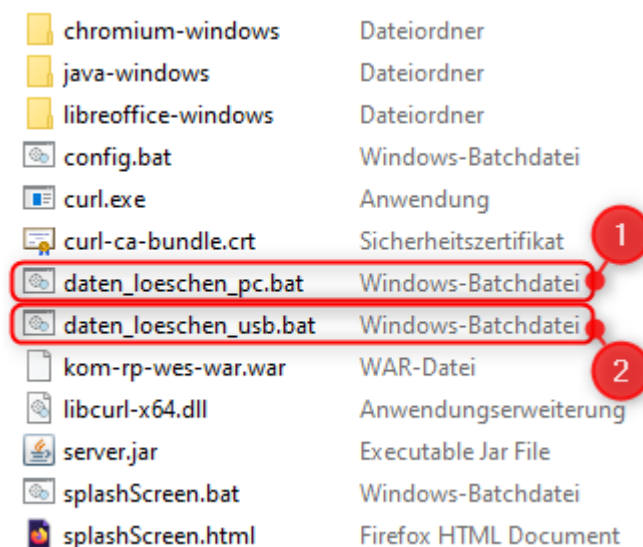 chromium-windows Dateiordner
java-windows Dateiordner
libreoffice-windows Dateiordner
config.bat Windows-Batchdatei
curl.exe Anwendung
curl-ca-bundle.crt Sicherheitszertifikat
1
daten_loeschen_pc.bat Windows-Batchdatei
daten_loeschen_usb.bat Windows-Batchdatei
2
kom-rp-wes-war.war WAR-Datei
libcurl-x64.dll Anwendungserweiterung
server.jar Executable Jar File
splashScreen.bat Windows-Batchdatei
splashScreen.html Firefox HTML Document